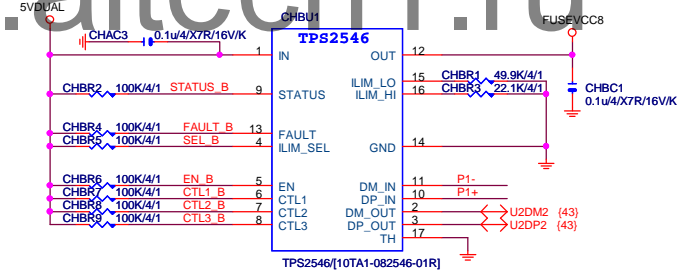 5VDUAL
CHBU1
FUSEVCC8
CHAC3 0.1u/4/X7R/16V/K
TPS2546
1 IN OUT 12
ILIM_LO 15 CHBR1 49.9K/4/1
ILIM_HI 16 CHBR3 22.1K/4/1
CHBC1
0.1u/4/X7R/16V/K
CHBR2 100K/4/1 STATUS_B 9 STATUS
CHBR4 100K/4/1 FAULT_B 13 FAULT
CHBR5 100K/4/1 SEL_B 4 ILIM_SEL GND 14
CHBR6 100K/4/1 EN_B 5 EN DM_IN 11 P1-
CHBR7 100K/4/1 CTL1_B 6 CTL1 DP_IN 10 P1+
CHBR8 100K/4/1 CTL2_B 7 CTL2 DM_OUT 2 U2DM2 {43}
CHBR9 100K/4/1 CTL3_B 8 CTL3 DP_OUT 3 U2DP2 {43}
TH 17
TPS2546/[10TA1-082546-01R]